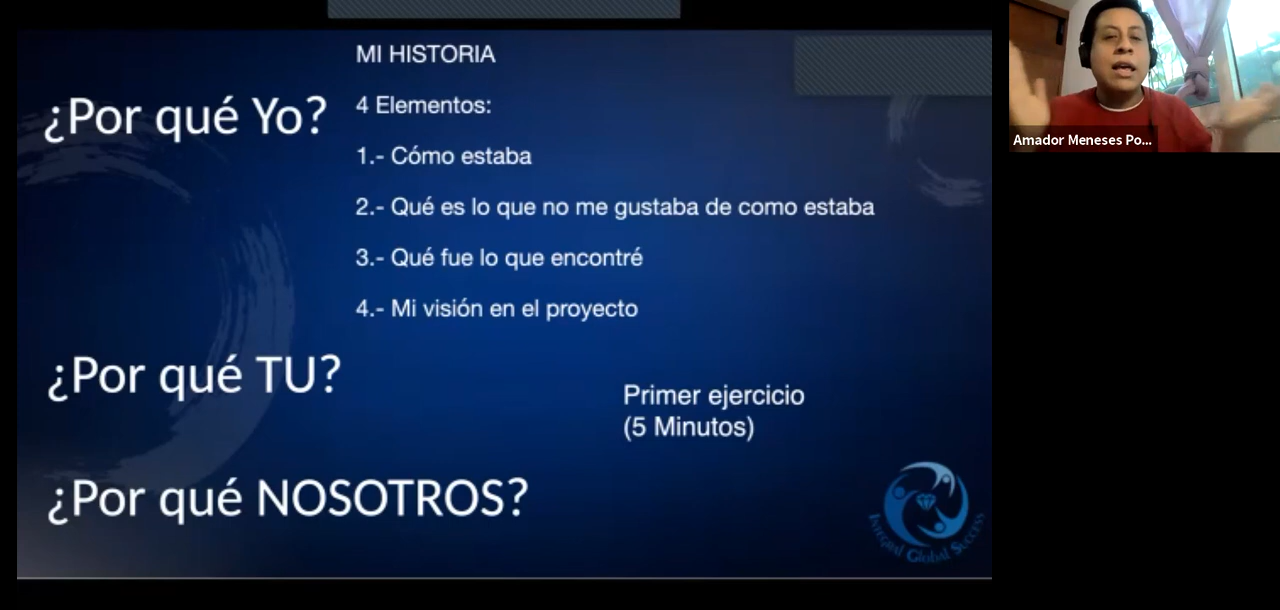 MI HISTORIA
¿Por qué Yo?
4 Elementos:
1.- Cómo estaba
2.- Qué es lo que no me gustaba de como estaba
3.- Qué fue lo que encontré
4.- Mi visión en el proyecto
¿Por qué TU?
Primer ejercicio
(5 Minutos)
¿Por qué NOSOTROS?
Integral Global Success
Amador Meneses Po...